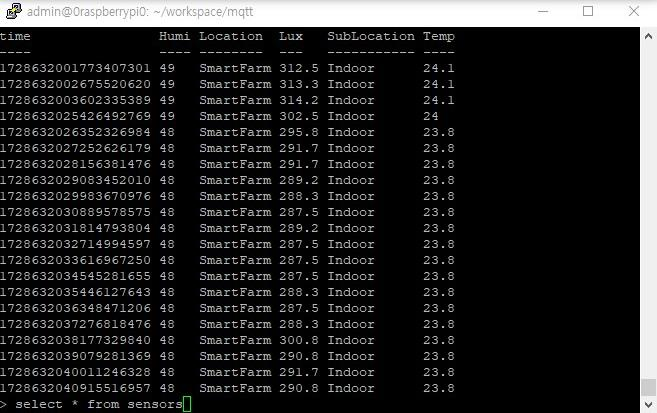 admin@0raspberrypi0: ~/workspace/mqtt
time Humi Location Lux SubLocation Temp
---- ---- -------- --- ----------- ----
1728632001773407301 49 SmartFarm 312.5 Indoor 24.1
1728632002675520620 49 SmartFarm 313.3 Indoor 24.1
1728632003602335389 49 SmartFarm 314.2 Indoor 24.1
1728632025426492769 49 SmartFarm 302.5 Indoor 24
1728632026352326984 48 SmartFarm 295.8 Indoor 23.8
1728632027252626179 48 SmartFarm 291.7 Indoor 23.8
1728632028156381476 48 SmartFarm 291.7 Indoor 23.8
1728632029083452010 48 SmartFarm 289.2 Indoor 23.8
1728632029983670976 48 SmartFarm 288.3 Indoor 23.8
1728632030889578575 48 SmartFarm 287.5 Indoor 23.8
1728632031814793804 48 SmartFarm 289.2 Indoor 23.8
1728632032714994597 48 SmartFarm 287.5 Indoor 23.8
1728632033616967250 48 SmartFarm 287.5 Indoor 23.8
1728632034545281655 48 SmartFarm 287.5 Indoor 23.8
1728632035446127643 48 SmartFarm 288.3 Indoor 23.8
1728632036348471206 48 SmartFarm 287.5 Indoor 23.8
1728632037276818476 48 SmartFarm 288.3 Indoor 23.8
1728632038177329840 48 SmartFarm 300.8 Indoor 23.8
1728632039079281369 48 SmartFarm 290.8 Indoor 23.8
1728632040011246328 48 SmartFarm 291.7 Indoor 23.8
1728632040915516957 48 SmartFarm 290.8 Indoor 23.8
> select * from sensors